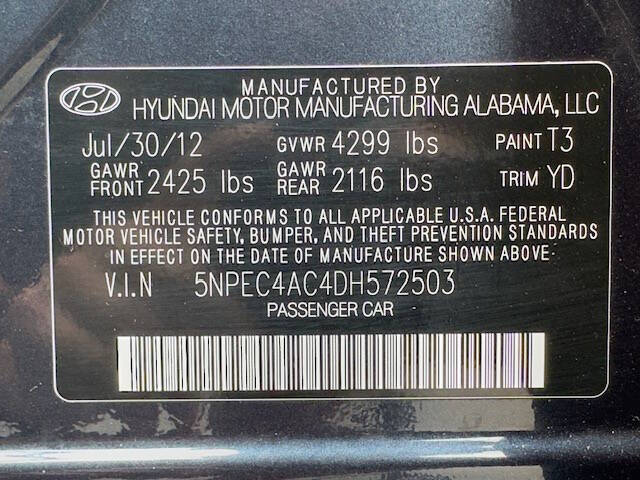 MANUFACTURED BY
HYUNDAI MOTOR MANUFACTURING ALABAMA, LLC
Jul/30/12 GVWR 4299 lbs PAINT T3
GAWR FRONT 2425 lbs GAWR REAR 2116 lbs TRIM YD
THIS VEHICLE CONFORMS TO ALL APPLICABLE U.S.A. FEDERAL
MOTOR VEHICLE SAFETY, BUMPER, AND THEFT PREVENTION STANDARDS
IN EFFECT ON THE DATE OF MANUFACTURE SHOWN ABOVE.
V.I.N 5NPEC4AC4DH572503
PASSENGER CAR